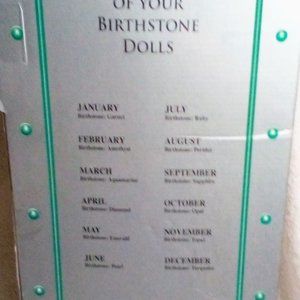 OF YOUR
BIRTHSTONE
DOLLS
JANUARY
Birthstone: Garnet
FEBRUARY
Birthstone: Amethyst
MARCH
Birthstone: Aquamarine
APRIL
Birthstone: Diamond
MAY
Birthstone: Emerald
JUNE
Birthstone: Pearl
JULY
Birthstone: Ruby
AUGUST
Birthstone: Peridot
SEPTEMBER
Birthstone: Sapphire
OCTOBER
Birthstone: Opal
NOVEMBER
Birthstone: Topaz
DECEMBER
Birthstone: Turquoise